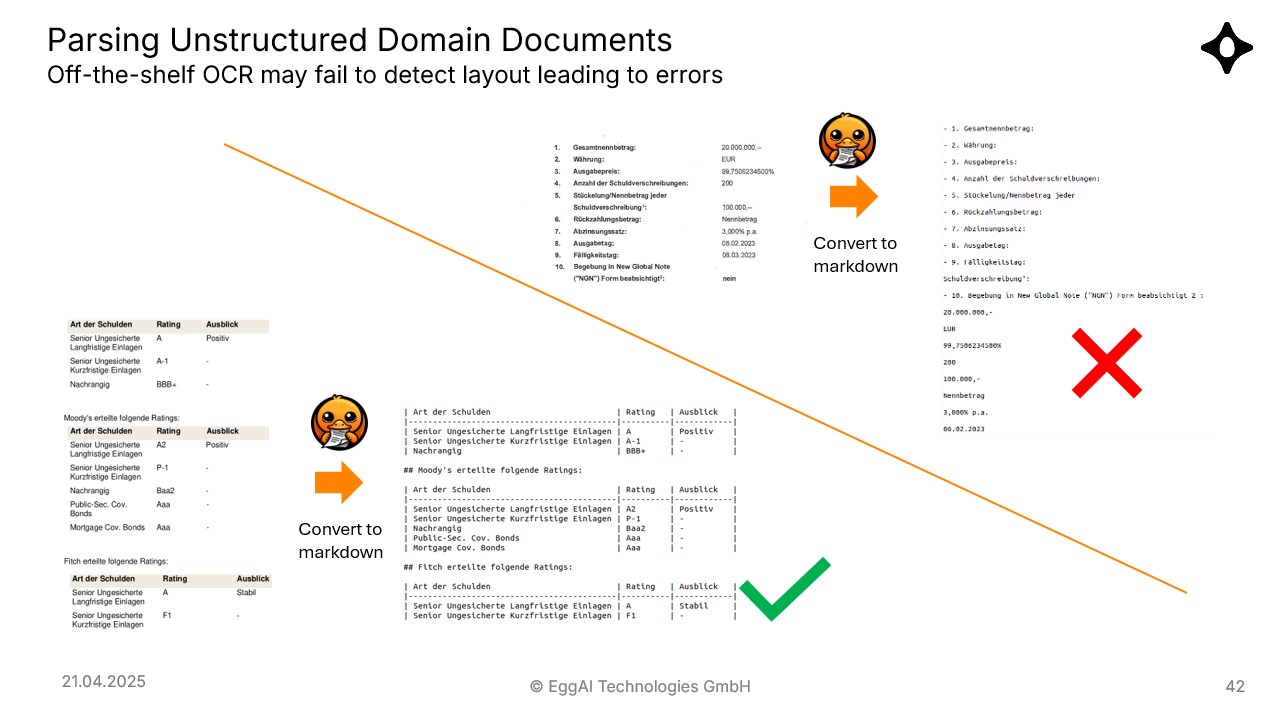 Parsing Unstructured Domain Documents
Off-the-shelf OCR may fail to detect layout leading to errors
1. Gesamtnennbetrag: 20.000.000,--
2. Währung: EUR
3. Ausgabepreis: 99,7506234500%
4. Anzahl der Schuldverschreibungen: 200
5. Stückelung/Nennbetrag jeder
Schuldverschreibung¹: 100.000,--
6. Rückzahlungsbetrag: Nennbetrag
7. Abzinsungssatz: 3,000% p.a.
8. Ausgabetag: 06.02.2023
9. Fälligkeitstag: 08.03.2023
10. Begebung in New Global Note
("NGN") Form beabsichtigt²: nein
Convert to
markdown
- 1. Gesamtnennbetrag:
- 2. Währung:
- 3. Ausgabepreis:
- 4. Anzahl der Schuldverschreibungen:
- 5. Stückelung/Nennbetrag jeder
- 6. Rückzahlungsbetrag:
- 7. Abzinsungssatz:
- 8. Ausgabetag:
- 9. Fälligkeitstag:
Schuldverschreibung¹:
- 10. Begebung in New Global Note ("NGN") Form beabsichtigt 2 :
20.000.000,-
EUR
99,7506234500%
200
100.000,-
Nennbetrag
3,000% p.a.
06.02.2023
Art der Schulden Rating Ausblick
Senior Ungesicherte A Positiv
Langfristige Einlagen
Senior Ungesicherte A-1 -
Kurzfristige Einlagen
Nachrangig BBB+ -
Moody's erteilte folgende Ratings:
Art der Schulden Rating Ausblick
Senior Ungesicherte A2 Positiv
Langfristige Einlagen
Senior Ungesicherte P-1 -
Kurzfristige Einlagen
Nachrangig Baa2 -
Public-Sec. Cov. Aaa -
Bonds
Mortgage Cov. Bonds Aaa -
Fitch erteilte folgende Ratings:
Art der Schulden Rating Ausblick
Senior Ungesicherte A Stabil
Langfristige Einlagen
Senior Ungesicherte F1 -
Kurzfristige Einlagen
Convert to
markdown
| Art der Schulden | Rating | Ausblick |
|--------------------------------------------|----------|-----------|
| Senior Ungesicherte Langfristige Einlagen | A | Positiv |
| Senior Ungesicherte Kurzfristige Einlagen | A-1 | - |
| Nachrangig | BBB+ | - |
## Moody's erteilte folgende Ratings:
| Art der Schulden | Rating | Ausblick |
|--------------------------------------------|----------|-----------|
| Senior Ungesicherte Langfristige Einlagen | A2 | Positiv |
| Senior Ungesicherte Kurzfristige Einlagen | P-1 | - |
| Nachrangig | Baa2 | - |
| Public-Sec. Cov. Bonds | Aaa | - |
| Mortgage Cov. Bonds | Aaa | - |
## Fitch erteilte folgende Ratings:
| Art der Schulden | Rating | Ausblick |
|--------------------------------------------|----------|-----------|
| Senior Ungesicherte Langfristige Einlagen | A | Stabil |
| Senior Ungesicherte Kurzfristige Einlagen | F1 | - |
21.04.2025
© EggAI Technologies GmbH
42